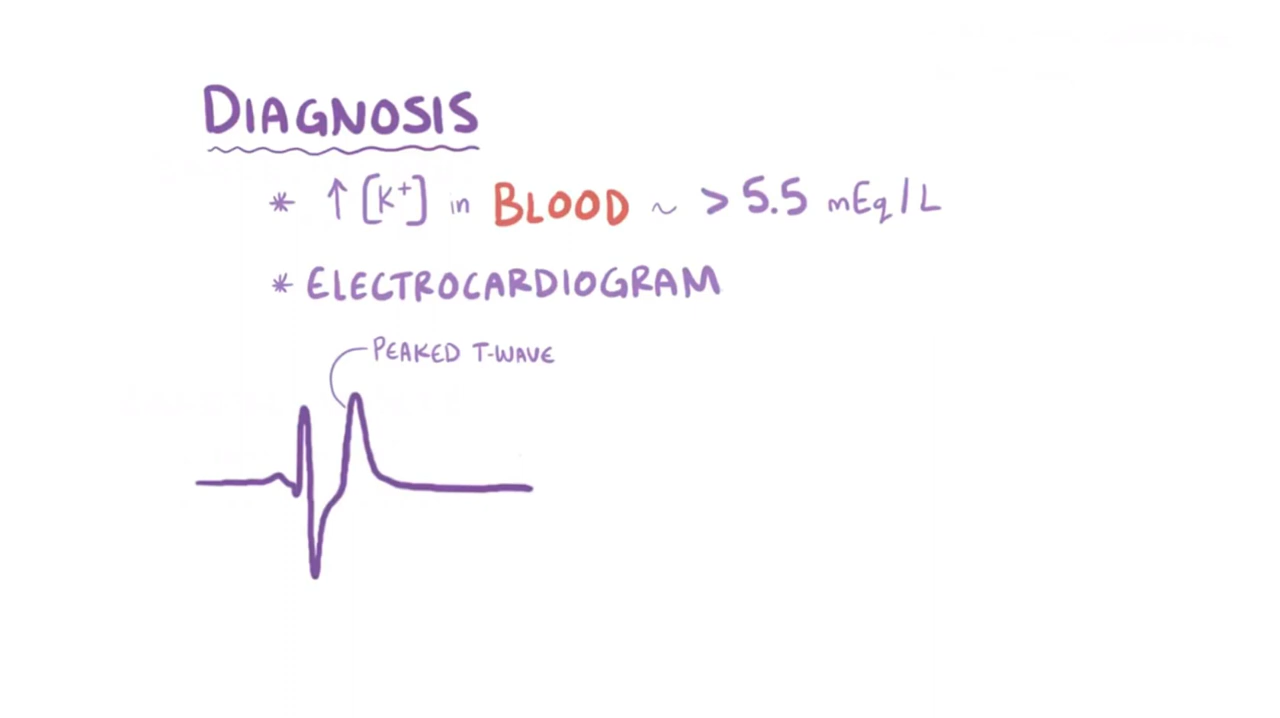 DIAGNOSIS
* ↑ [K⁺] in BLOOD ~ > 5.5 mEq/L
* ELECTROCARDIOGRAM
PEAKED T-WAVE